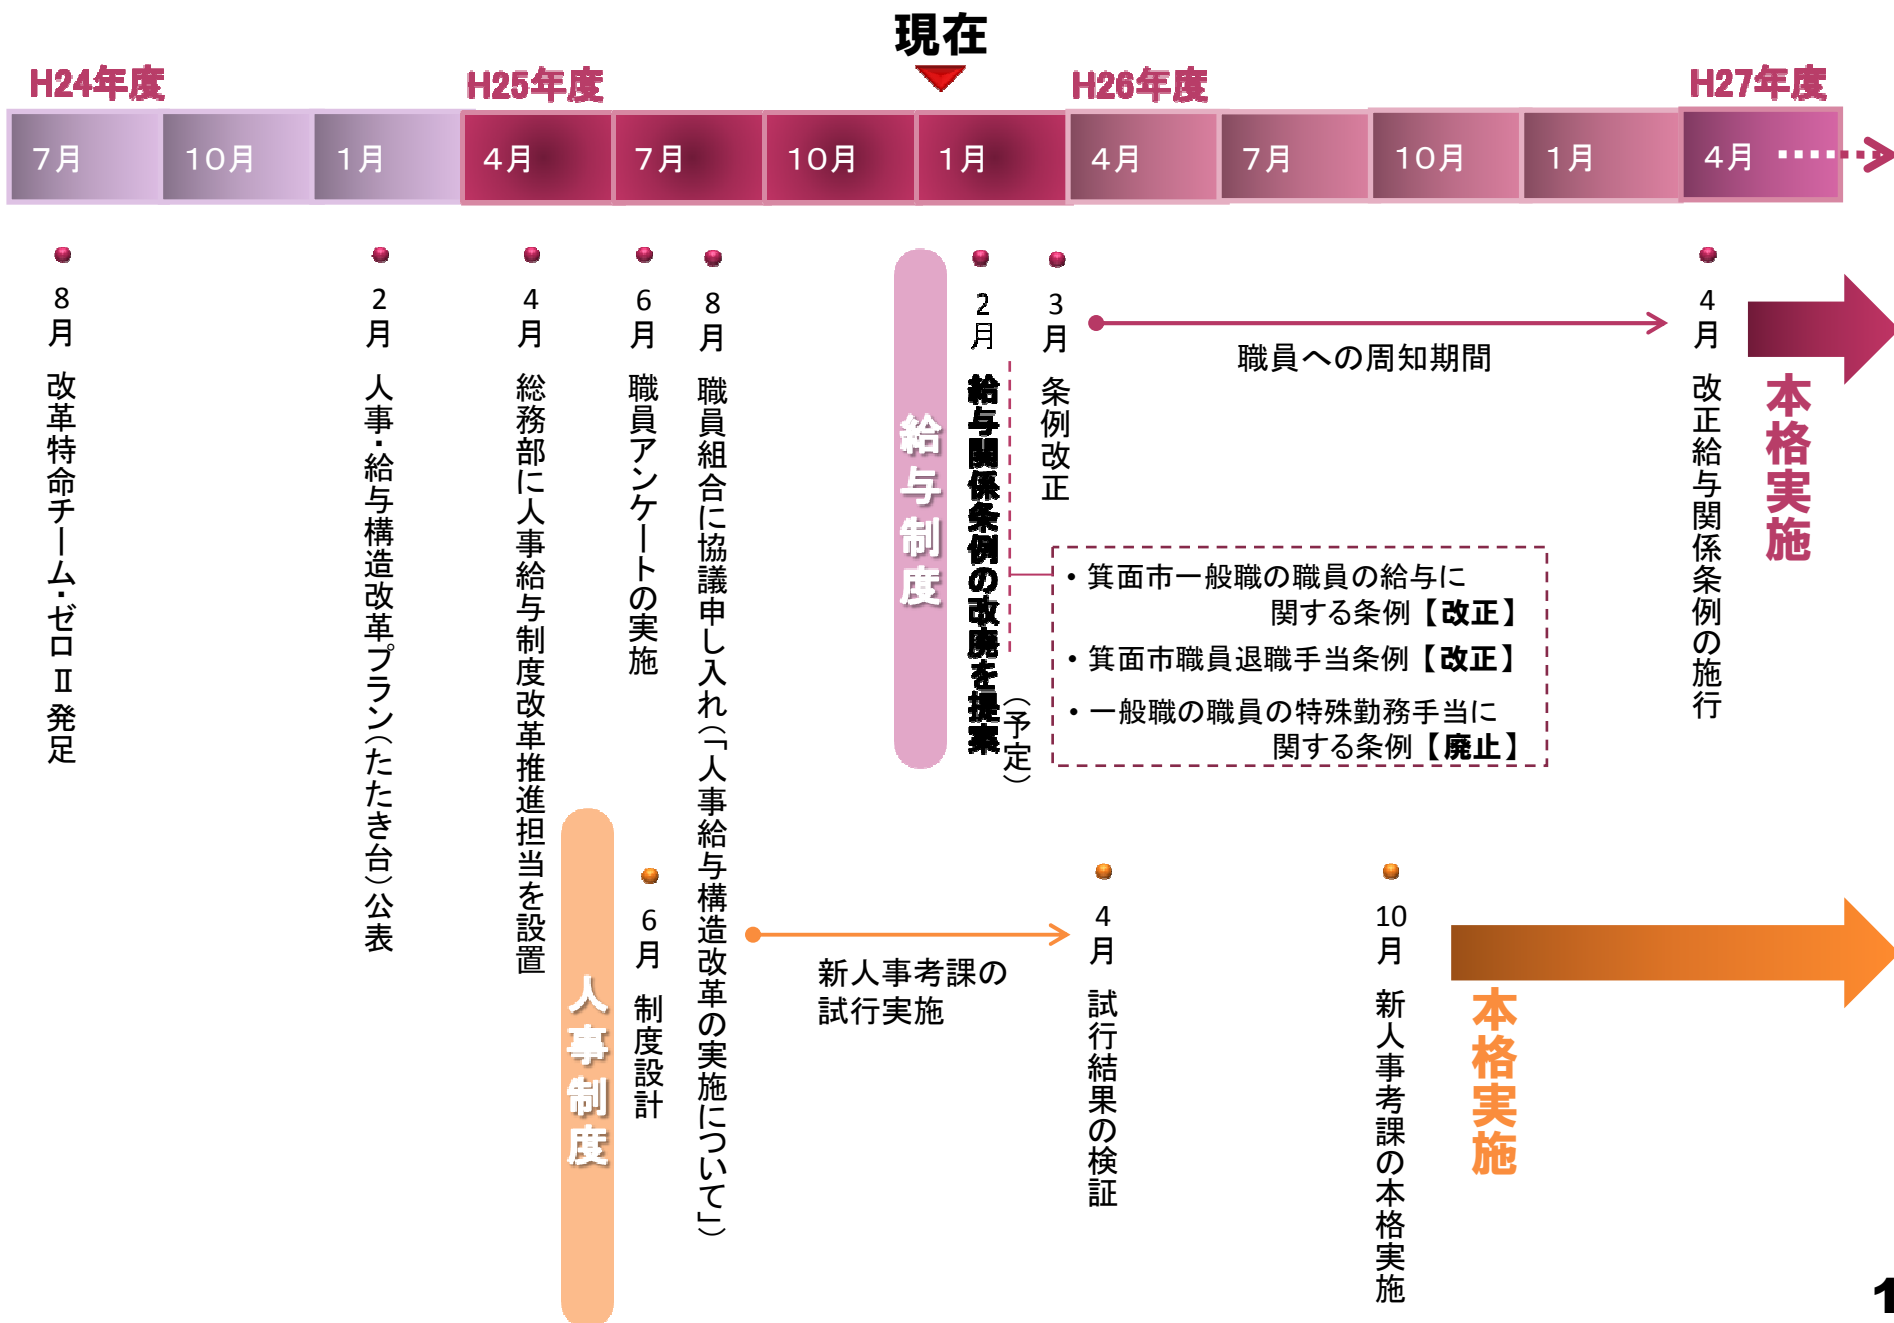 現在
H24年度
H25年度
H26年度
H27年度
7月
10月
1月
4月
7月
10月
1月
4月
7月
10月
1月
4月
8月 改革特命チーム・ゼロⅡ発足
2月 人事・給与構造改革プラン（たたき台）公表
4月 総務部に人事給与制度改革推進担当を設置
6月 職員アンケートの実施
8月 職員組合に協議申し入れ（「人事給与構造改革の実施について」）
給与制度
2月 給与関係条例の改廃を提案
（予定）
3月 条例改正
職員への周知期間
・箕面市一般職の職員の給与に
関する条例【改正】
・箕面市職員退職手当条例【改正】
・一般職の職員の特殊勤務手当に
関する条例【廃止】
4月 改正給与関係条例の施行
本格実施
人事制度
6月 制度設計
新人事考課の
試行実施
4月 試行結果の検証
10月 新人事考課の本格実施
本格実施
1